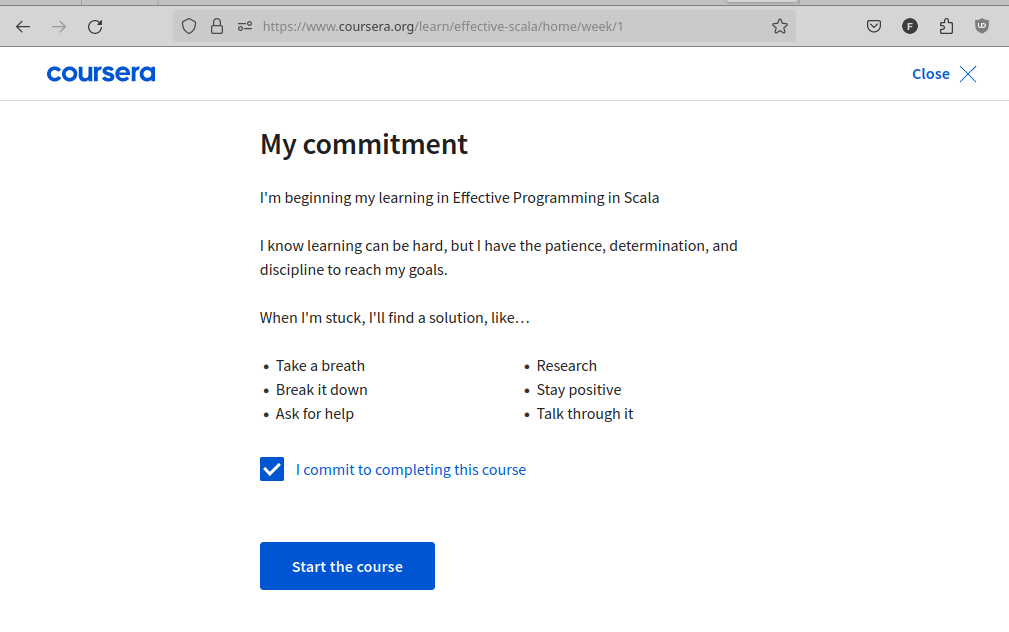 https://www.coursera.org/learn/effective-scala/home/week/1
F
coursera
Close
My commitment
I'm beginning my learning in Effective Programming in Scala
I know learning can be hard, but I have the patience, determination, and
discipline to reach my goals.
When I'm stuck, I'll find a solution, like…
• Take a breath
• Break it down
• Ask for help
• Research
• Stay positive
• Talk through it
I commit to completing this course
Start the course